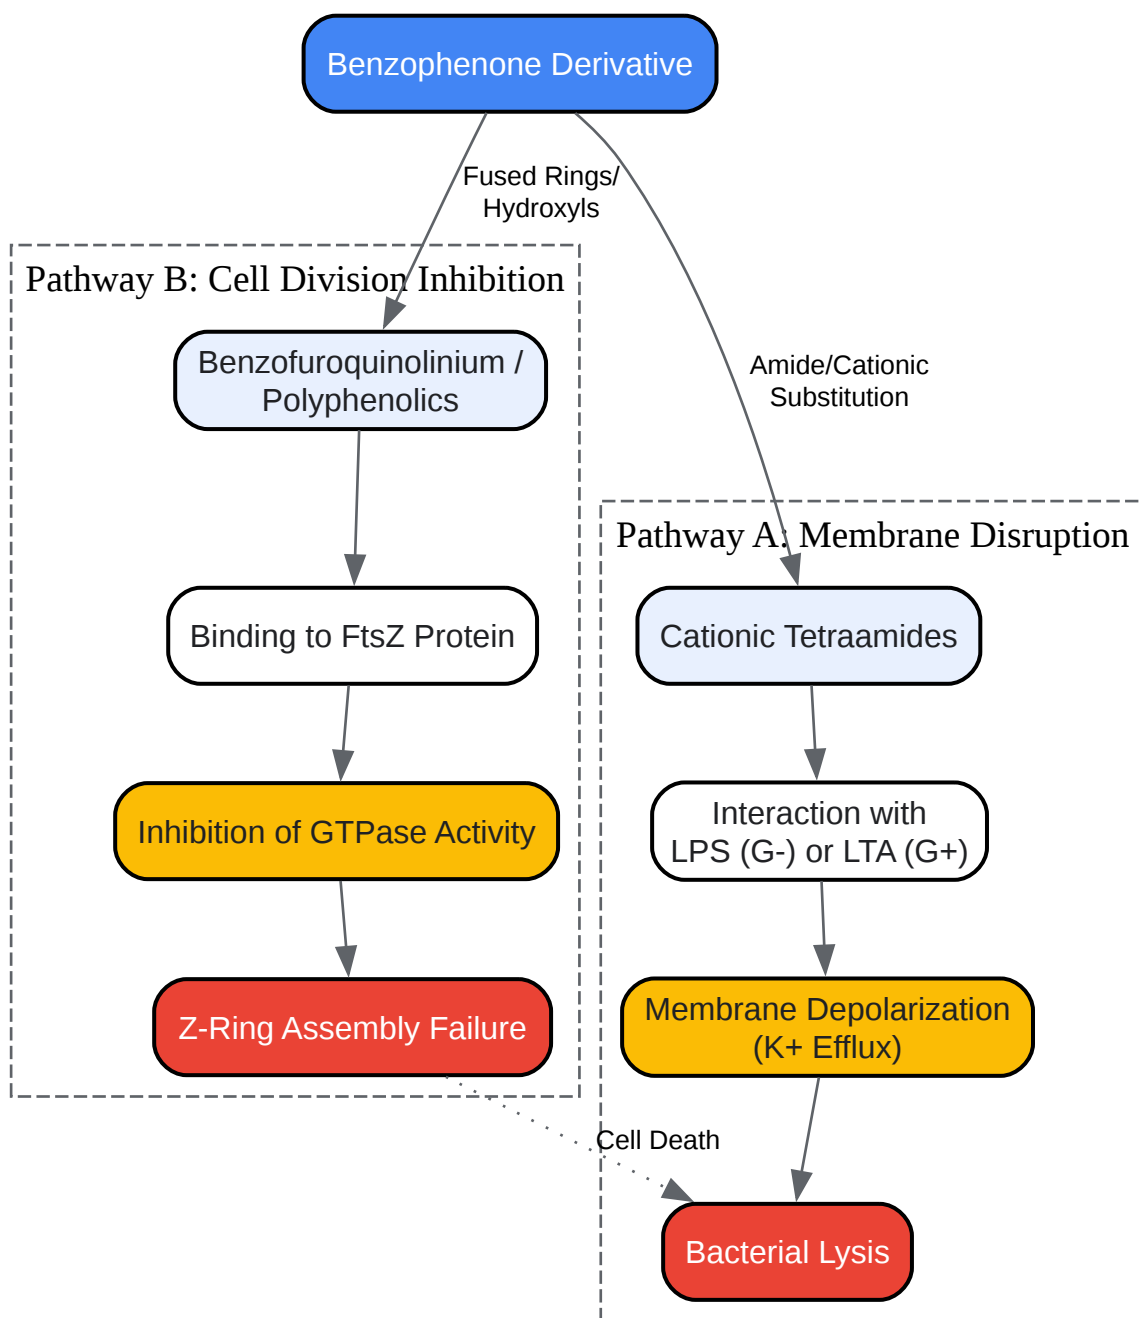 Benzophenone Derivative
Fused Rings/
Hydroxyls
Pathway B: Cell Division Inhibition
Benzofuroquinolinium /
Polyphenolics
Amide/Cationic
Substitution
Pathway A: Membrane Disruption
Binding to FtsZ Protein
Cationic Tetraamides
Inhibition of GTPase Activity
Interaction with
LPS (G-) or LTA (G+)
Z-Ring Assembly Failure
Membrane Depolarization
(K+ Efflux)
Cell Death
Bacterial Lysis